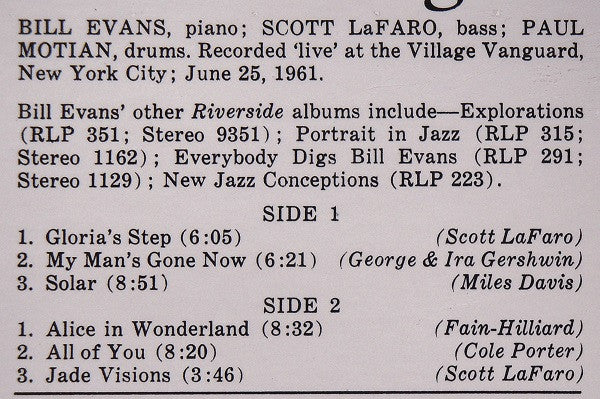 BILL EVANS, piano; SCOTT LaFARO, bass; PAUL
MOTIAN, drums. Recorded 'live' at the Village Vanguard,
New York City; June 25, 1961.
Bill Evans' other Riverside albums include—Explorations
(RLP 351; Stereo 9351); Portrait in Jazz (RLP 315;
Stereo 1162); Everybody Digs Bill Evans (RLP 291;
Stereo 1129); New Jazz Conceptions (RLP 223).
SIDE 1
1. Gloria's Step (6:05) (Scott LaFaro)
2. My Man's Gone Now (6:21) (George & Ira Gershwin)
3. Solar (8:51) (Miles Davis)
SIDE 2
1. Alice in Wonderland (8:32) (Fain-Hilliard)
2. All of You (8:20) (Cole Porter)
3. Jade Visions (3:46) (Scott LaFaro)